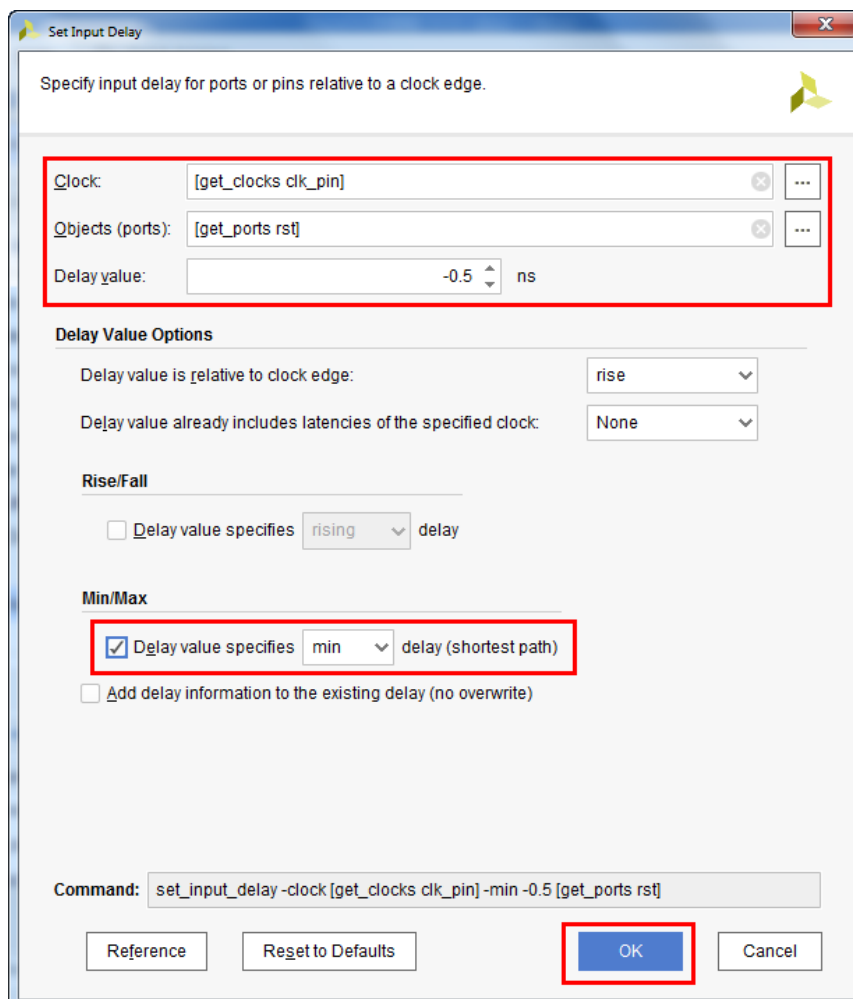 Set Input Delay
Specify input delay for ports or pins relative to a clock edge.
Clock: [get_clocks clk_pin] ...
Objects (ports): [get_ports rst] ...
Delay value: -0.5 ns
Delay Value Options
Delay value is relative to clock edge: rise
Delay value already includes latencies of the specified clock: None
Rise/Fall
Delay value specifies rising delay
Min/Max
Delay value specifies min delay (shortest path)
Add delay information to the existing delay (no overwrite)
Command: set_input_delay -clock [get_clocks clk_pin] -min -0.5 [get_ports rst]
Reference Reset to Defaults OK Cancel